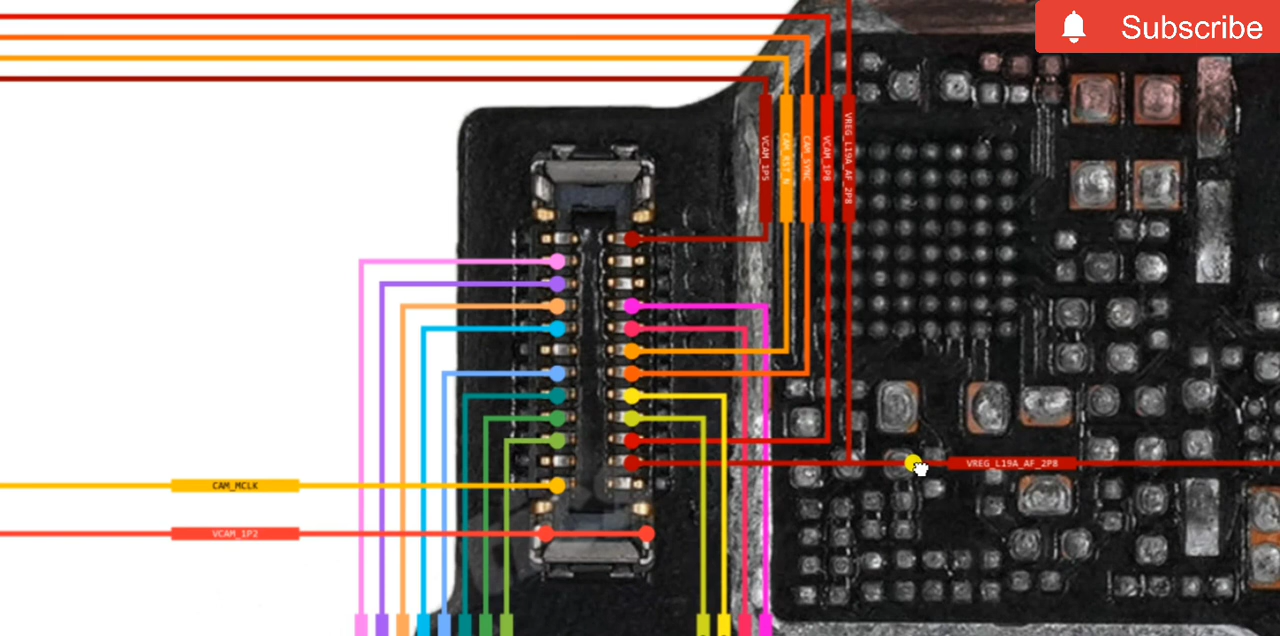 Subscribe
VCAM_1P5
CAM_RST_N
CAM_SYNC
VCAM_1P8
VREG_L19A_AF_2P8
VREG_L19A_AF_2P8
CAM_MCLK
VCAM_1P2